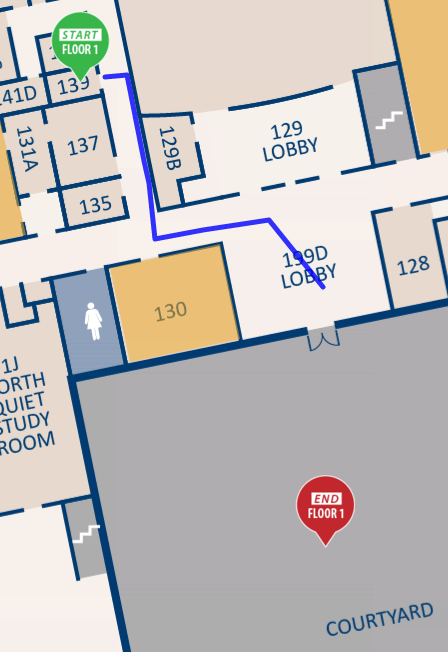 START
FLOOR 1
139
141D
131A
137
135
129B
129
LOBBY
199D
LOBBY
128
130
1J
ORTH
QUIET
STUDY
ROOM
END
FLOOR 1
COURTYARD